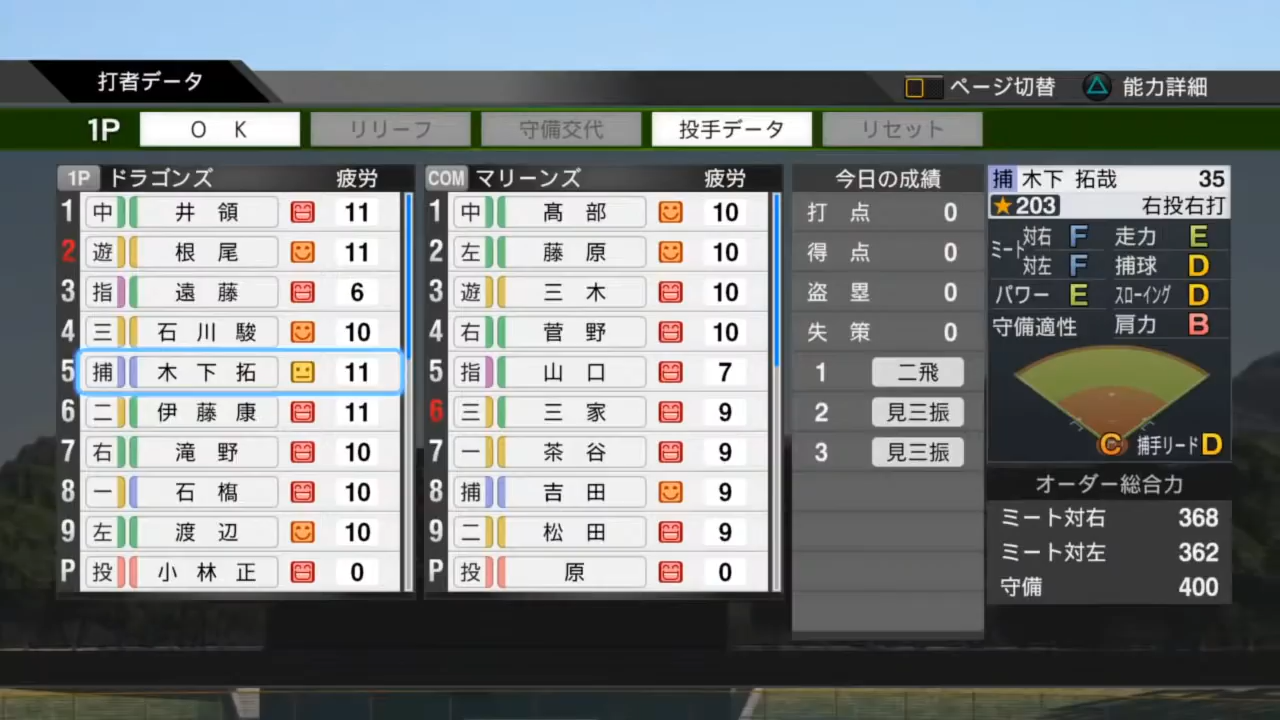 打者データ
ページ切替 能力詳細
1P OK リリーフ 守備交代 投手データ リセット
1P ドラゴンズ 疲労
1 中 井領 11
2 遊 根尾 11
3 指 遠藤 6
4 三 石川駿 10
5 捕 木下拓 11
6 二 伊藤康 11
7 右 滝野 10
8 一 石橋 10
9 左 渡辺 10
P 投 小林正 0
COM マリーンズ 疲労
1 中 髙部 10
2 左 藤原 10
3 遊 三木 10
4 右 菅野 10
5 指 山口 7
6 三 三家 9
7 一 茶谷 9
8 捕 吉田 9
9 二 松田 9
P 投 原 0
今日の成績
打点 0
得点 0
盗塁 0
失策 0
1 二飛
2 見三振
3 見三振
捕 木下 拓哉 35
★203 右投右打
ミート 対右 F 走力 E
対左 F 捕球 D
パワー E スローイング D
守備適性 肩力 B
C 捕手リード D
オーダー総合力
ミート対右 368
ミート対左 362
守備 400